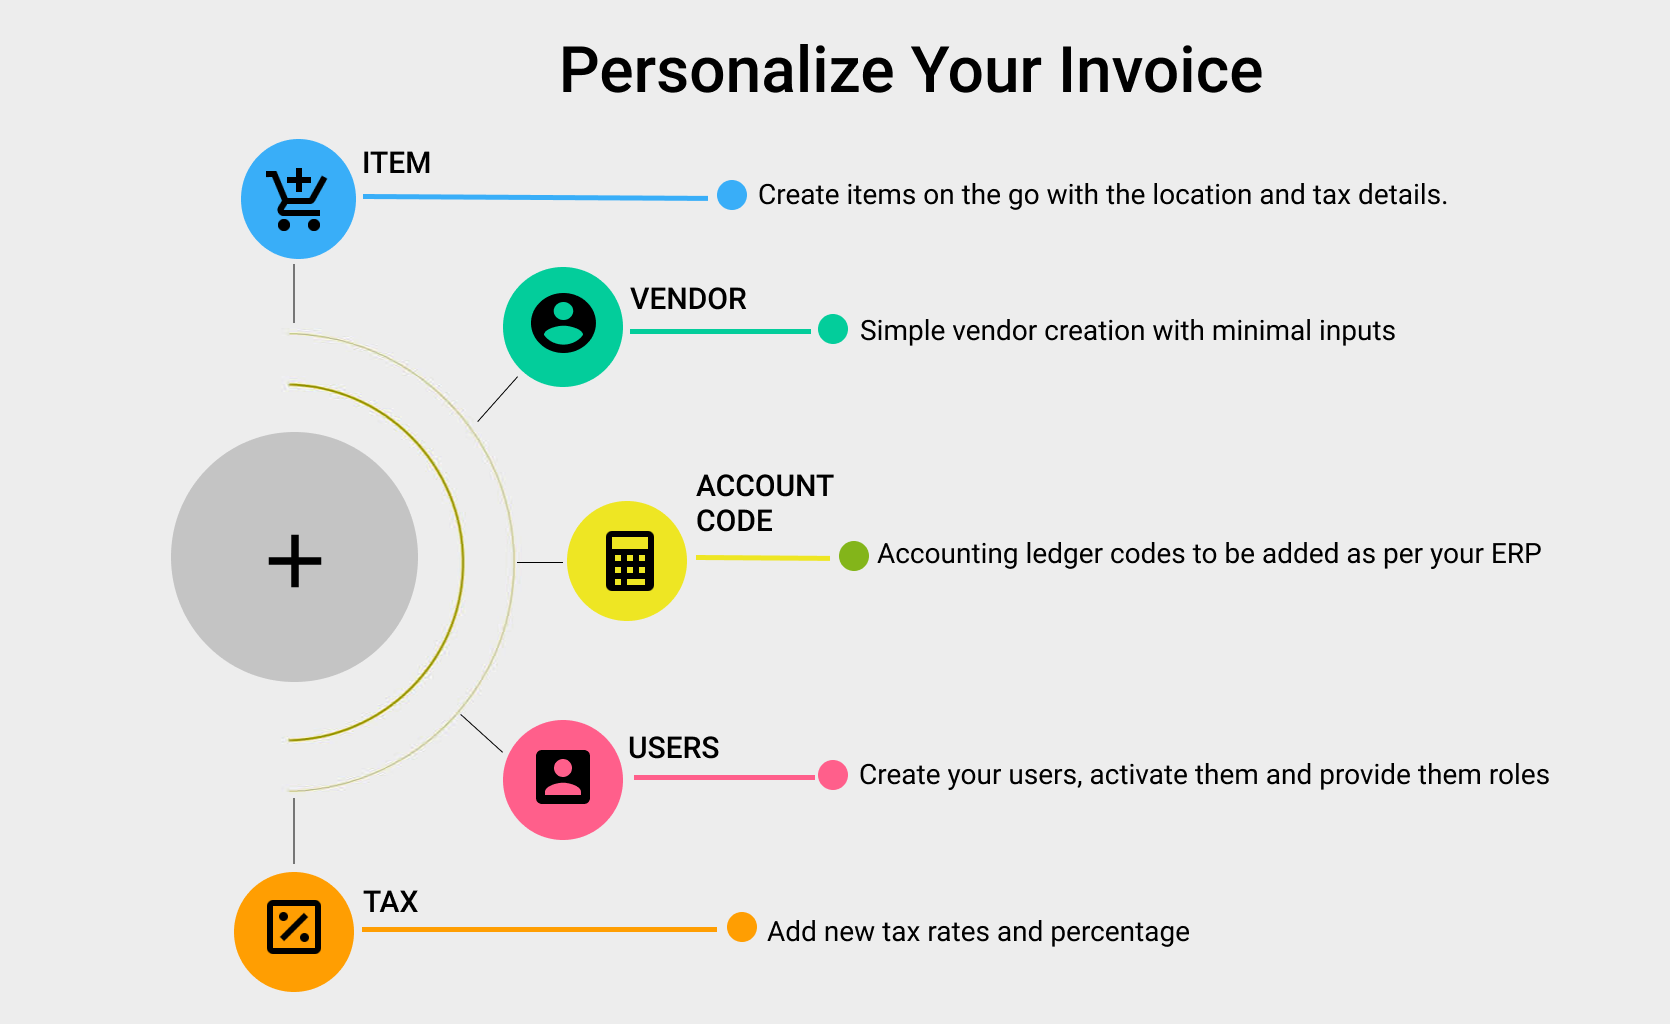 Personalize Your Invoice
ITEM
Create items on the go with the location and tax details.
VENDOR
Simple vendor creation with minimal inputs
ACCOUNT
CODE
Accounting ledger codes to be added as per your ERP
USERS
Create your users, activate them and provide them roles
TAX
Add new tax rates and percentage